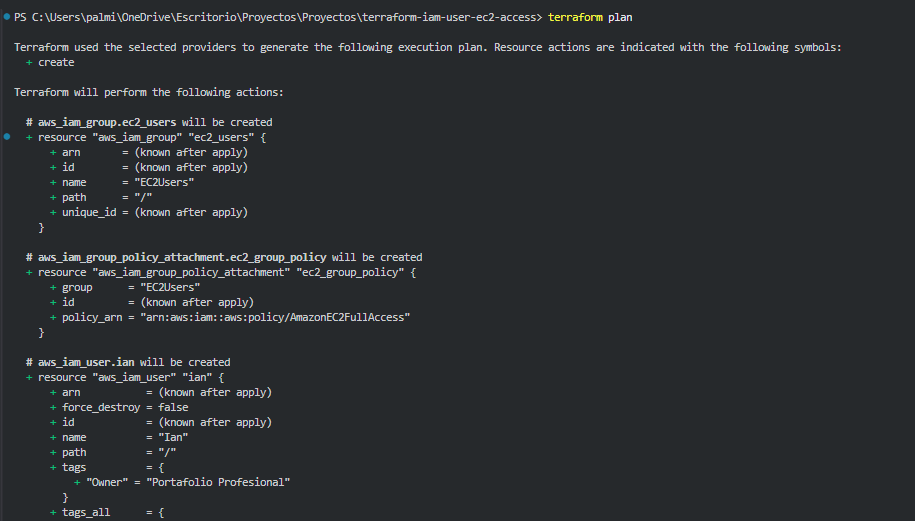 PS C:\Users\palmi\OneDrive\Escritorio\Proyectos\Proyectos\terraform-iam-user-ec2-access> terraform plan
Terraform used the selected providers to generate the following execution plan. Resource actions are indicated with the following symbols:
+ create
Terraform will perform the following actions:
# aws_iam_group.ec2_users will be created
+ resource "aws_iam_group" "ec2_users" {
+ arn = (known after apply)
+ id = (known after apply)
+ name = "EC2Users"
+ path = "/"
+ unique_id = (known after apply)
}
# aws_iam_group_policy_attachment.ec2_group_policy will be created
+ resource "aws_iam_group_policy_attachment" "ec2_group_policy" {
+ group = "EC2Users"
+ id = (known after apply)
+ policy_arn = "arn:aws:iam::aws:policy/AmazonEC2FullAccess"
}
# aws_iam_user.ian will be created
+ resource "aws_iam_user" "ian" {
+ arn = (known after apply)
+ force_destroy = false
+ id = (known after apply)
+ name = "Ian"
+ path = "/"
+ tags = {
+ "Owner" = "Portafolio Profesional"
}
+ tags_all = {